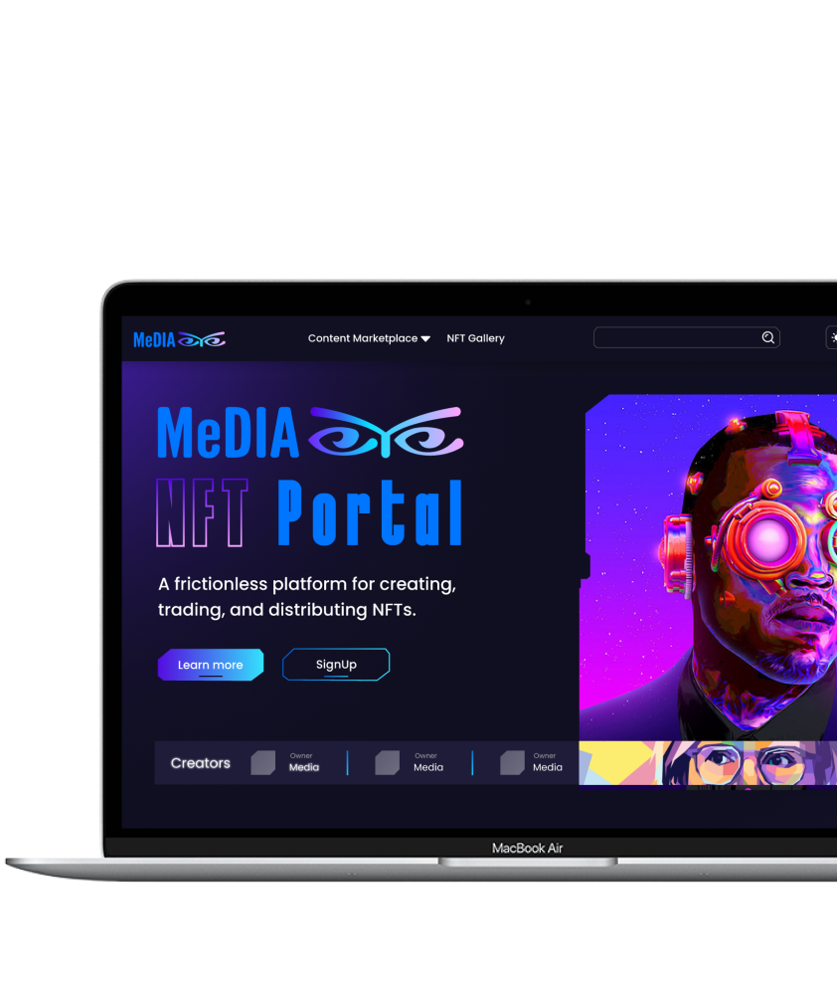 MeDIA
Content Marketplace
NFT Gallery
MeDIA
NFT Portal
A frictionless platform for creating,
trading, and distributing NFTs.
Learn more
SignUp
Creators
Owner
Media
Owner
Media
Owner
Media
MacBook Air